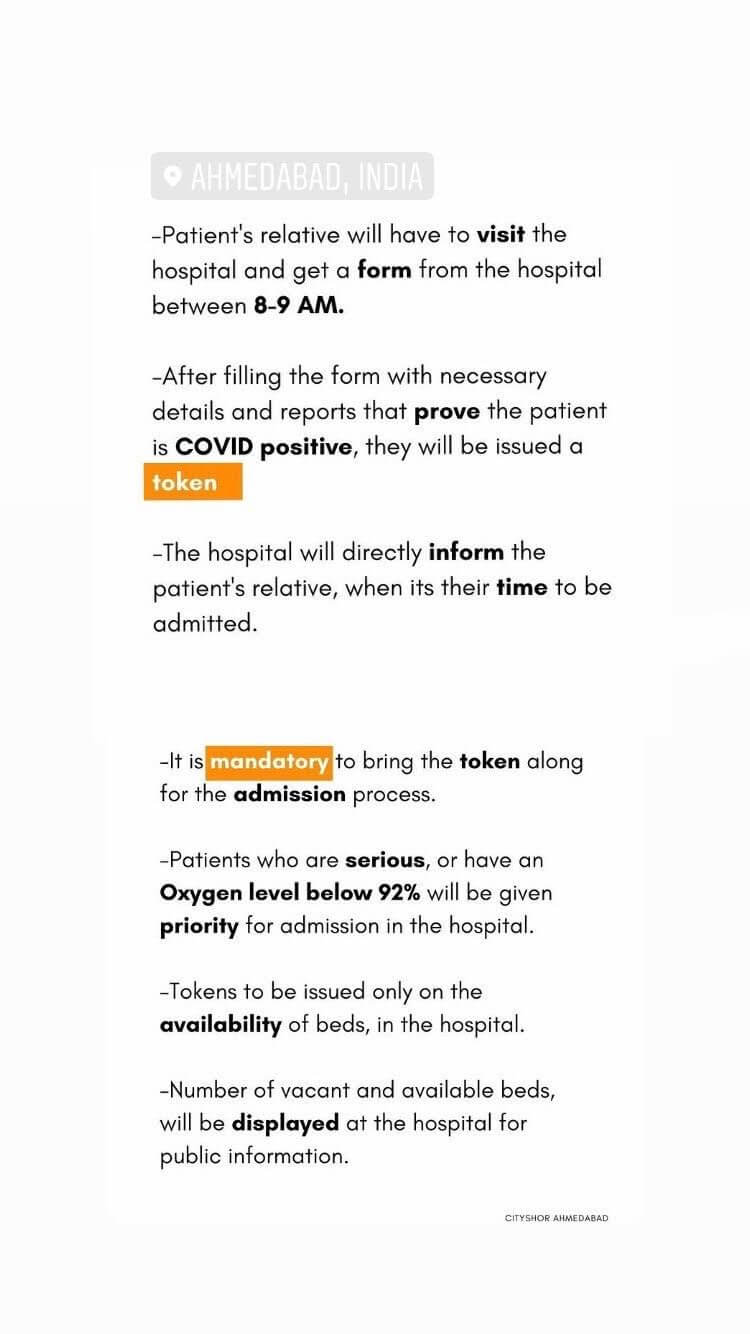 AHMEDABAD, INDIA
-Patient's relative will have to visit the
hospital and get a form from the hospital
between 8-9 AM.
-After filling the form with necessary
details and reports that prove the patient
is COVID positive, they will be issued a
token
-The hospital will directly inform the
patient's relative, when its their time to be
admitted.
-It is mandatory to bring the token along
for the admission process.
-Patients who are serious, or have an
Oxygen level below 92% will be given
priority for admission in the hospital.
-Tokens to be issued only on the
availability of beds, in the hospital.
-Number of vacant and available beds,
will be displayed at the hospital for
public information.
CITYSHOR AHMEDABAD